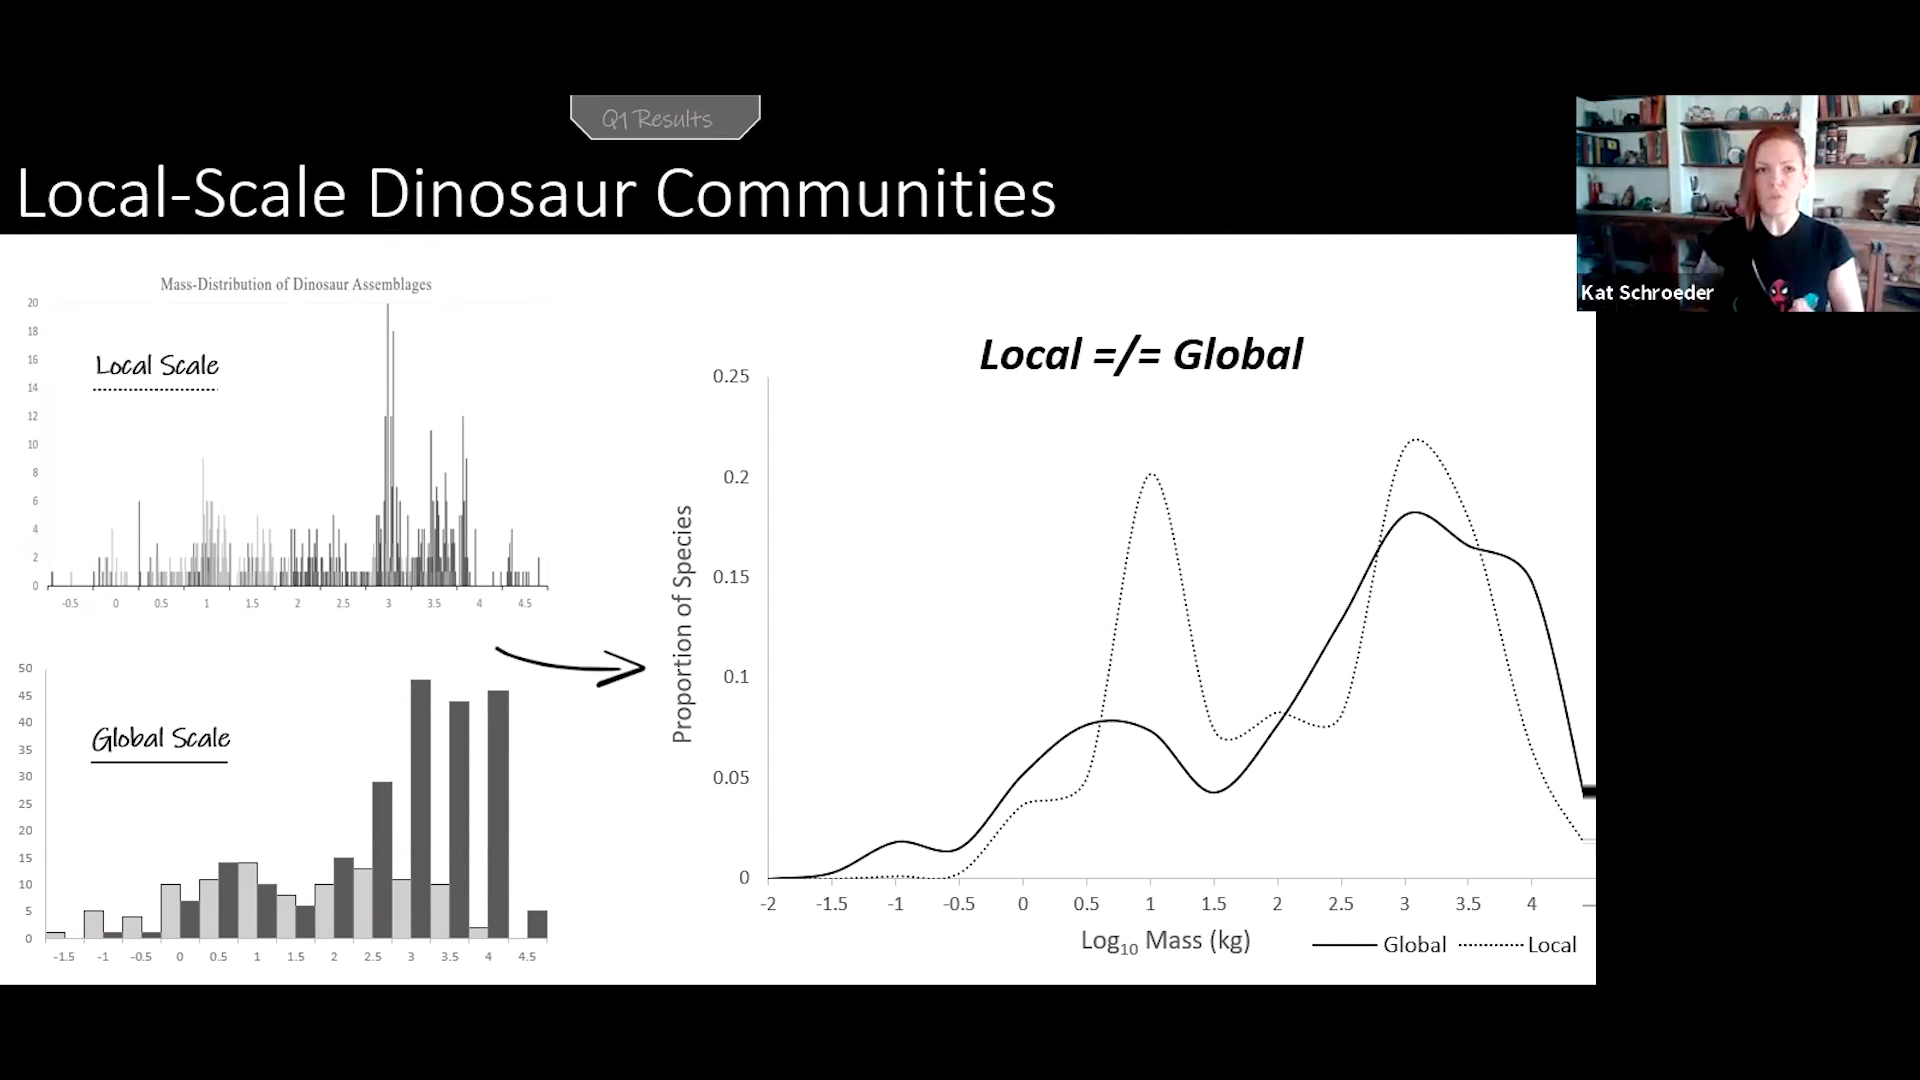 Q1 Results
Local-Scale Dinosaur Communities
Kat Schroeder
Mass-Distribution of Dinosaur Assemblages
Local Scale
20
18
16
14
12
10
8
6
4
2
0
-0.5 0 0.5 1 1.5 2 2.5 3 3.5 4 4.5
Global Scale
50
45
40
35
30
25
20
15
10
5
0
-1.5 -1 -0.5 0 0.5 1 1.5 2 2.5 3 3.5 4 4.5
Local =/= Global
Proportion of Species
0.25
0.2
0.15
0.1
0.05
0
-2 -1.5 -1 -0.5 0 0.5 1 1.5 2 2.5 3 3.5 4
Log10 Mass (kg)
Global Local